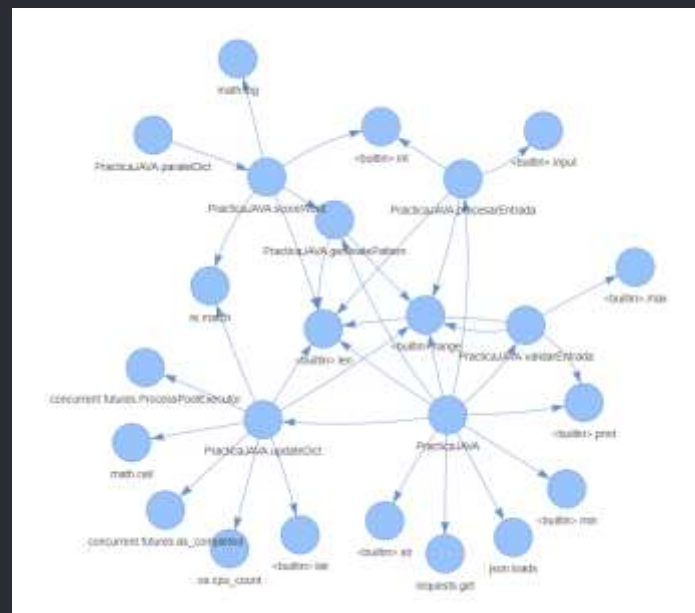 math.log
PracticaJAVA.parateDict
<builtin> int
<builtin> input
PracticaJAVA.procesarEntrada
PracticaJAVA.generatePattern
re.match
<builtin> max
<builtin> len
<builtin> range
PracticaJAVA.validarEntrada
concurrent.futures.ProcessPoolExecutor
<builtin> print
PracticaJAVA.updateDict
PracticaJAVA
math.ceil
<builtin> min
concurrent.futures.as_completed
<builtin>
<builtin> str
json.loads
os.cpu_count
requests.get